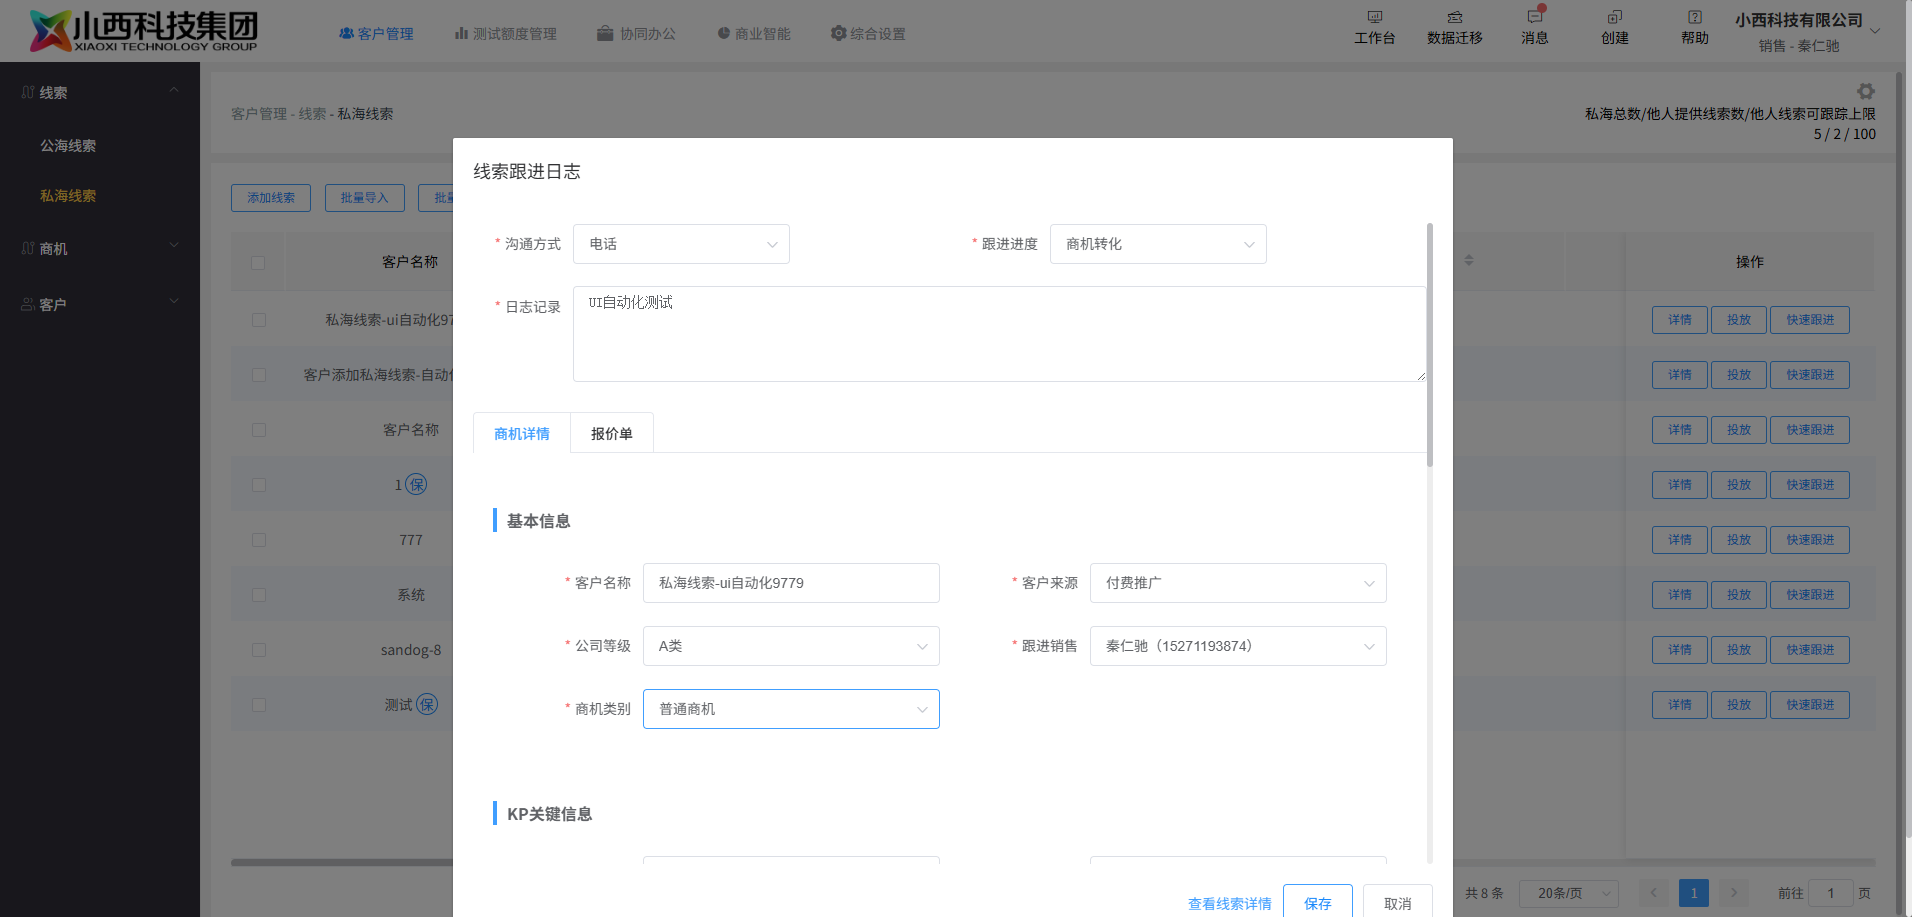 小西科技集团
XIAOXI TECHNOLOGY GROUP
客户管理
测试额度管理
协同办公
商业智能
综合设置
工作台
数据迁移
消息
创建
帮助
小西科技有限公司
销售 - 秦仁驰
线索
公海线索
私海线索
商机
客户
客户管理 - 线索 - 私海线索
私海总数/他人提供线索数/他人线索可跟踪上限
5 / 2 / 100
添加线索
批量导入
批量
客户名称
操作
私海线索-ui自动化97
详情 投放 快速跟进
客户添加私海线索-自动化
详情 投放 快速跟进
客户名称
详情 投放 快速跟进
1 保
详情 投放 快速跟进
777
详情 投放 快速跟进
系统
详情 投放 快速跟进
sandog-8
详情 投放 快速跟进
测试 保
详情 投放 快速跟进
共 8 条
20条/页
1
前往 1 页
线索跟进日志
* 沟通方式 电话
* 跟进进度 商机转化
* 日志记录 UI自动化测试
商机详情
报价单
基本信息
* 客户名称 私海线索-ui自动化9779
* 客户来源 付费推广
* 公司等级 A类
* 跟进销售 秦仁驰（15271193874）
* 商机类别 普通商机
KP关键信息
查看线索详情
保存
取消